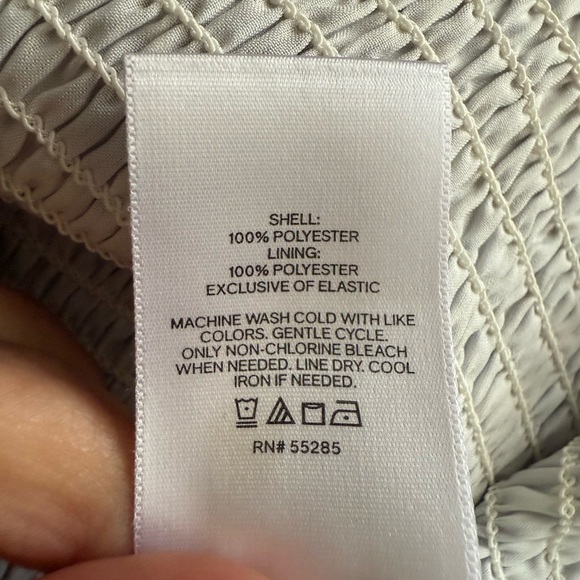 SHELL:
100% POLYESTER
LINING:
100% POLYESTER
EXCLUSIVE OF ELASTIC
MACHINE WASH COLD WITH LIKE
COLORS. GENTLE CYCLE.
ONLY NON-CHLORINE BLEACH
WHEN NEEDED. LINE DRY. COOL
IRON IF NEEDED.
RN# 55285